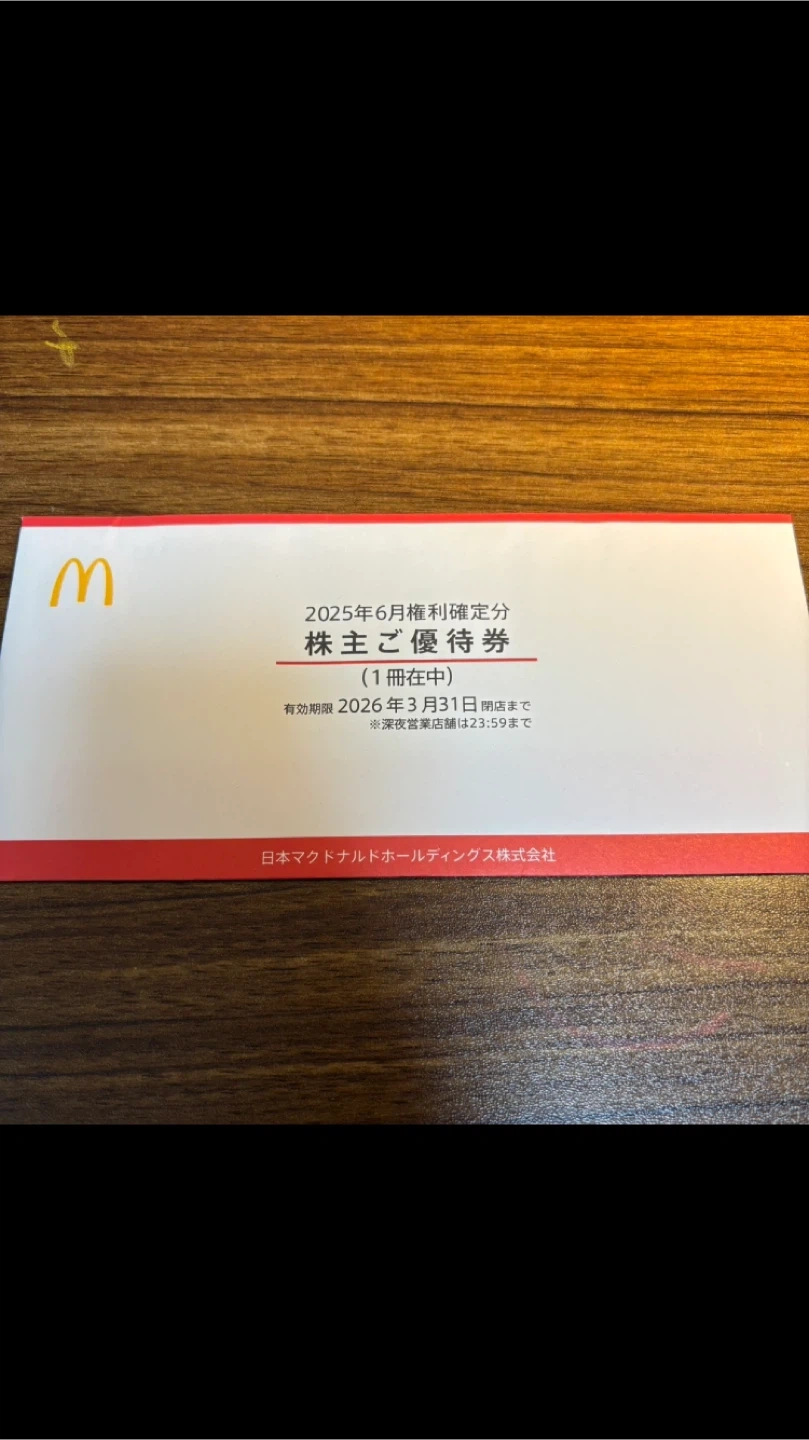 2025年6月権利確定分
株主ご優待券
(1冊在中)
有効期限 2026年3月31日 閉店まで
※深夜営業店舗は23:59まで
日本マクドナルドホールディングス株式会社